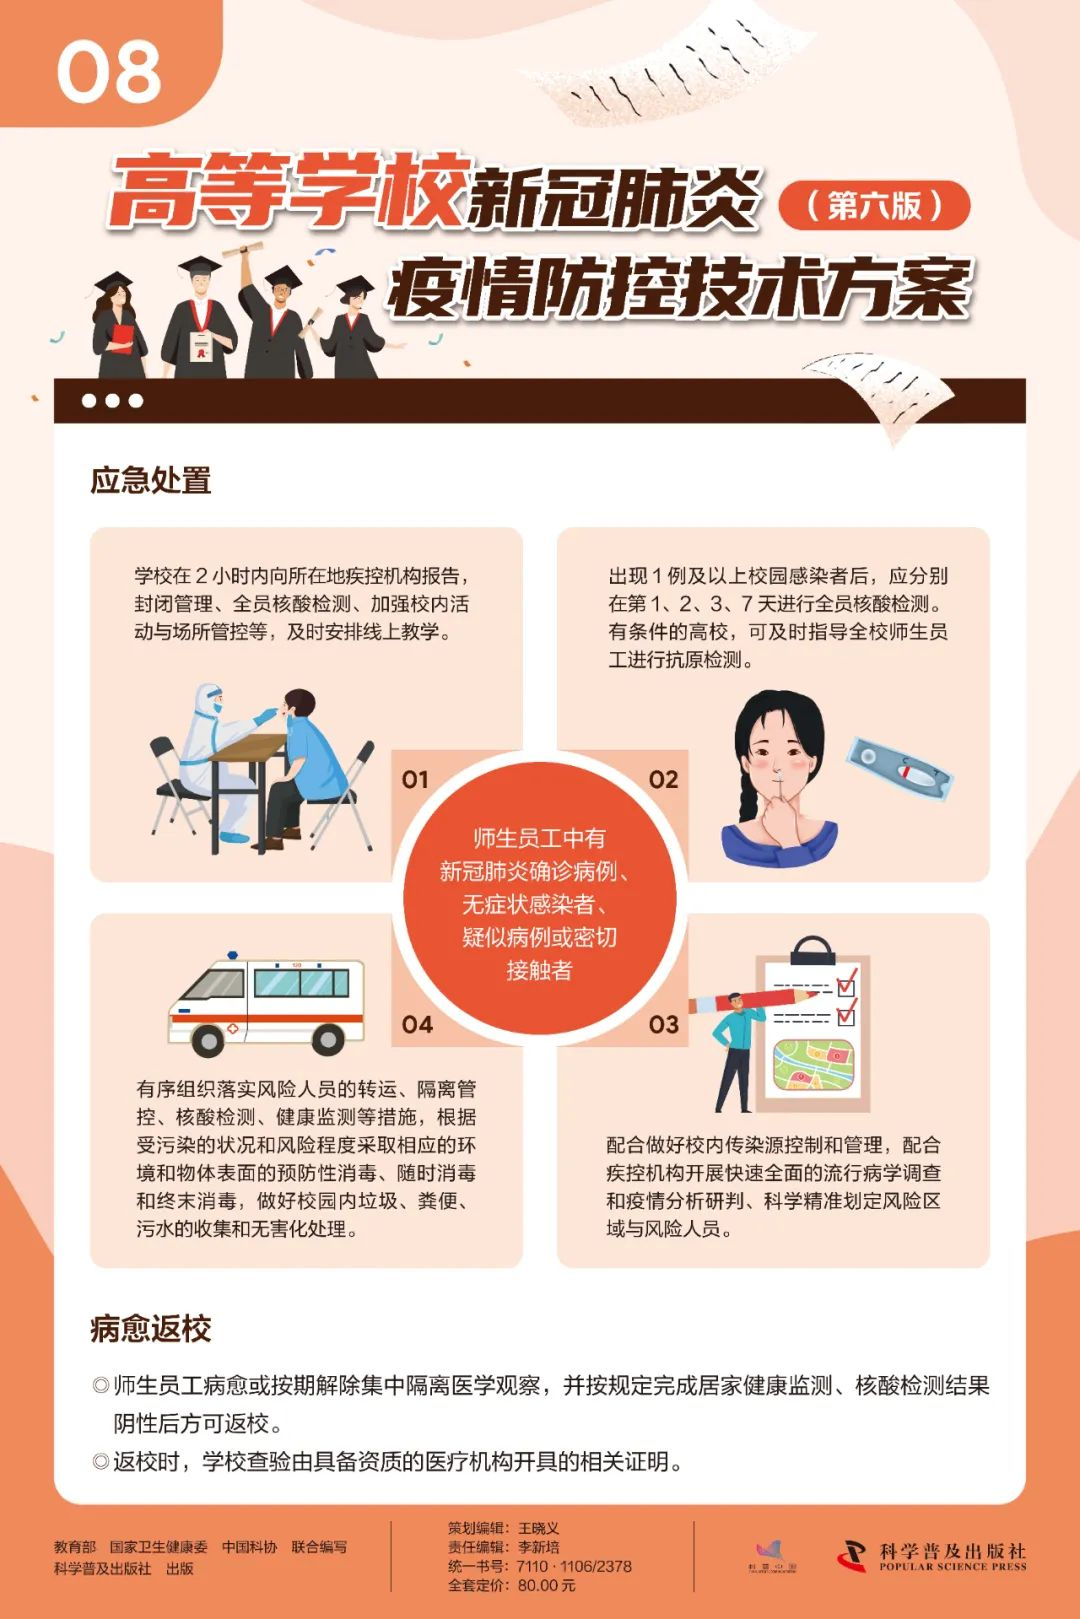 08
高等学校新冠肺炎（第六版）
疫情防控技术方案
应急处置
学校在 2 小时内向所在地疾控机构报告，
封闭管理、全员核酸检测、加强校内活
动与场所管控等，及时安排线上教学。
01
出现 1 例及以上校园感染者后，应分别
在第 1、2、3、7 天进行全员核酸检测。
有条件的高校，可及时指导全校师生员
工进行抗原检测。
02
师生员工中有
新冠肺炎确诊病例、
无症状感染者、
疑似病例或密切
接触者
03
配合做好校内传染源控制和管理，配合
疾控机构开展快速全面的流行病学调查
和疫情分析研判、科学精准划定风险区
域与风险人员。
04
有序组织落实风险人员的转运、隔离管
控、核酸检测、健康监测等措施，根据
受污染的状况和风险程度采取相应的环
境和物体表面的预防性消毒、随时消毒
和终末消毒，做好校园内垃圾、粪便、
污水的收集和无害化处理。
病愈返校
◎师生员工病愈或按期解除集中隔离医学观察，并按规定完成居家健康监测、核酸检测结果
阴性后方可返校。
◎返校时，学校查验由具备资质的医疗机构开具的相关证明。
教育部 国家卫生健康委 中国科协 联合编写
科学普及出版社 出版
策划编辑：王晓义
责任编辑：李新培
统一书号：7110 · 1106/2378
全套定价：80.00 元
科普中国
科学普及出版社
POPULAR SCIENCE PRESS